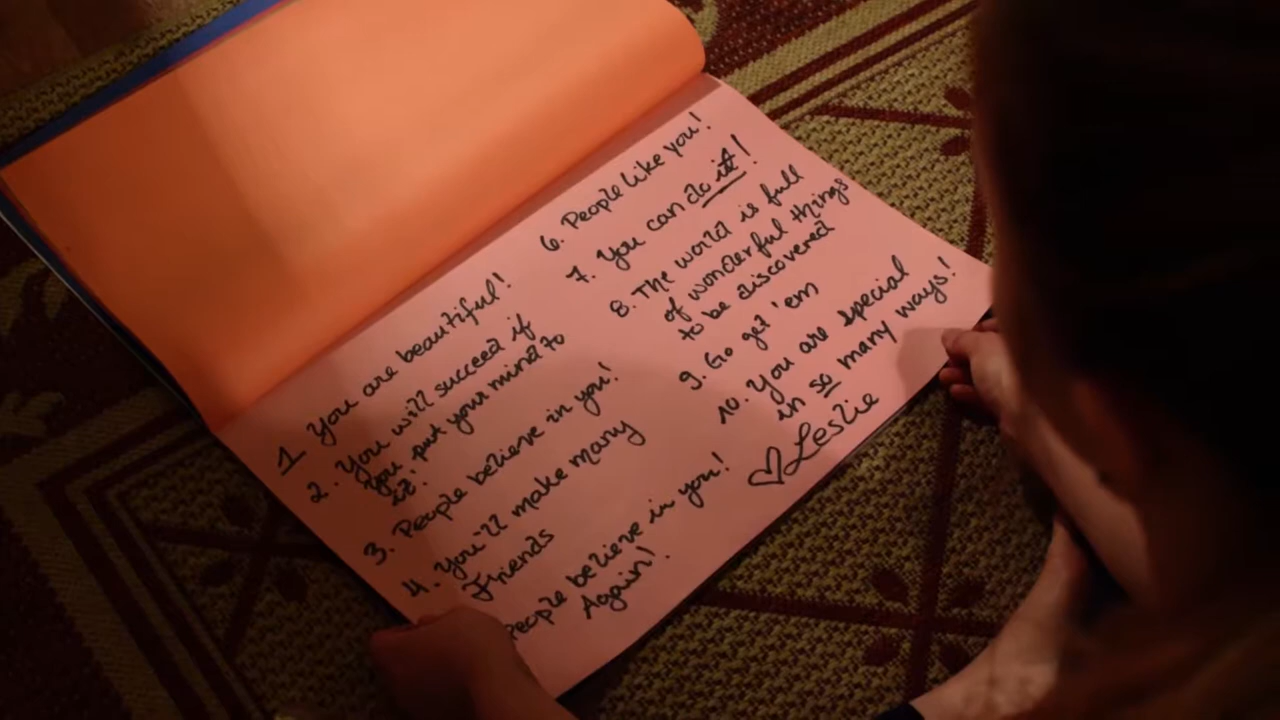 1 You are beautiful!
2. You will succeed if
you put your mind to
it.
3. People believe in you!
4. You'll make many
Friends
People believe in you!
Again!
6. People like you!
7. You can do it!
8. The world is full
of wonderful things
to be discovered
9. Go get 'em
10. You are special
in so many ways!
♡Leslie